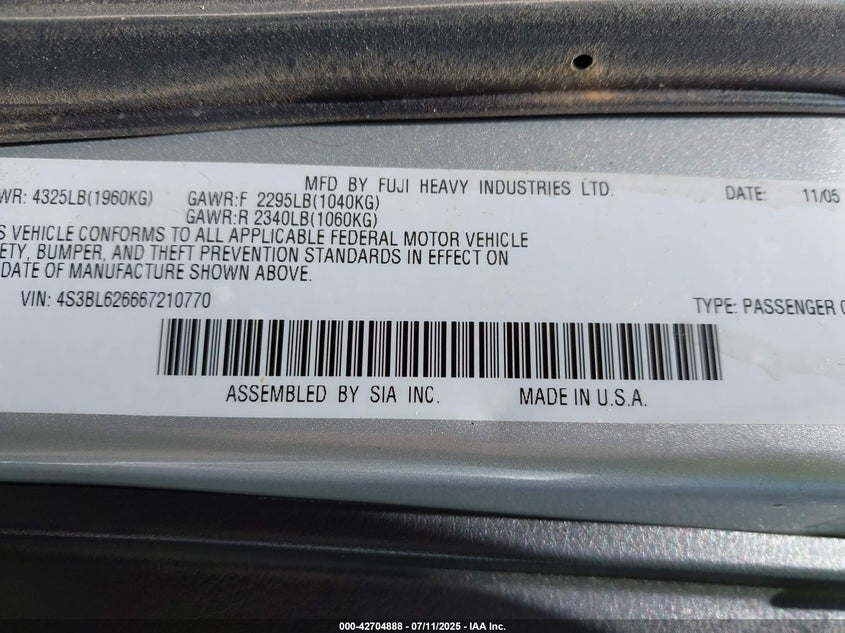 WR: 4325LB(1960KG) GAWR:F 2295LB(1040KG) MFD BY FUJI HEAVY INDUSTRIES LTD. DATE: 11/05
GAWR:R 2340LB(1060KG)
S VEHICLE CONFORMS TO ALL APPLICABLE FEDERAL MOTOR VEHICLE
ETY, BUMPER, AND THEFT PREVENTION STANDARDS IN EFFECT ON
DATE OF MANUFACTURE SHOWN ABOVE.
VIN: 4S3BL626667210770 TYPE: PASSENGER C
ASSEMBLED BY SIA INC. MADE IN U.S.A.
000-42704888 - 07/11/2025 - IAA Inc.